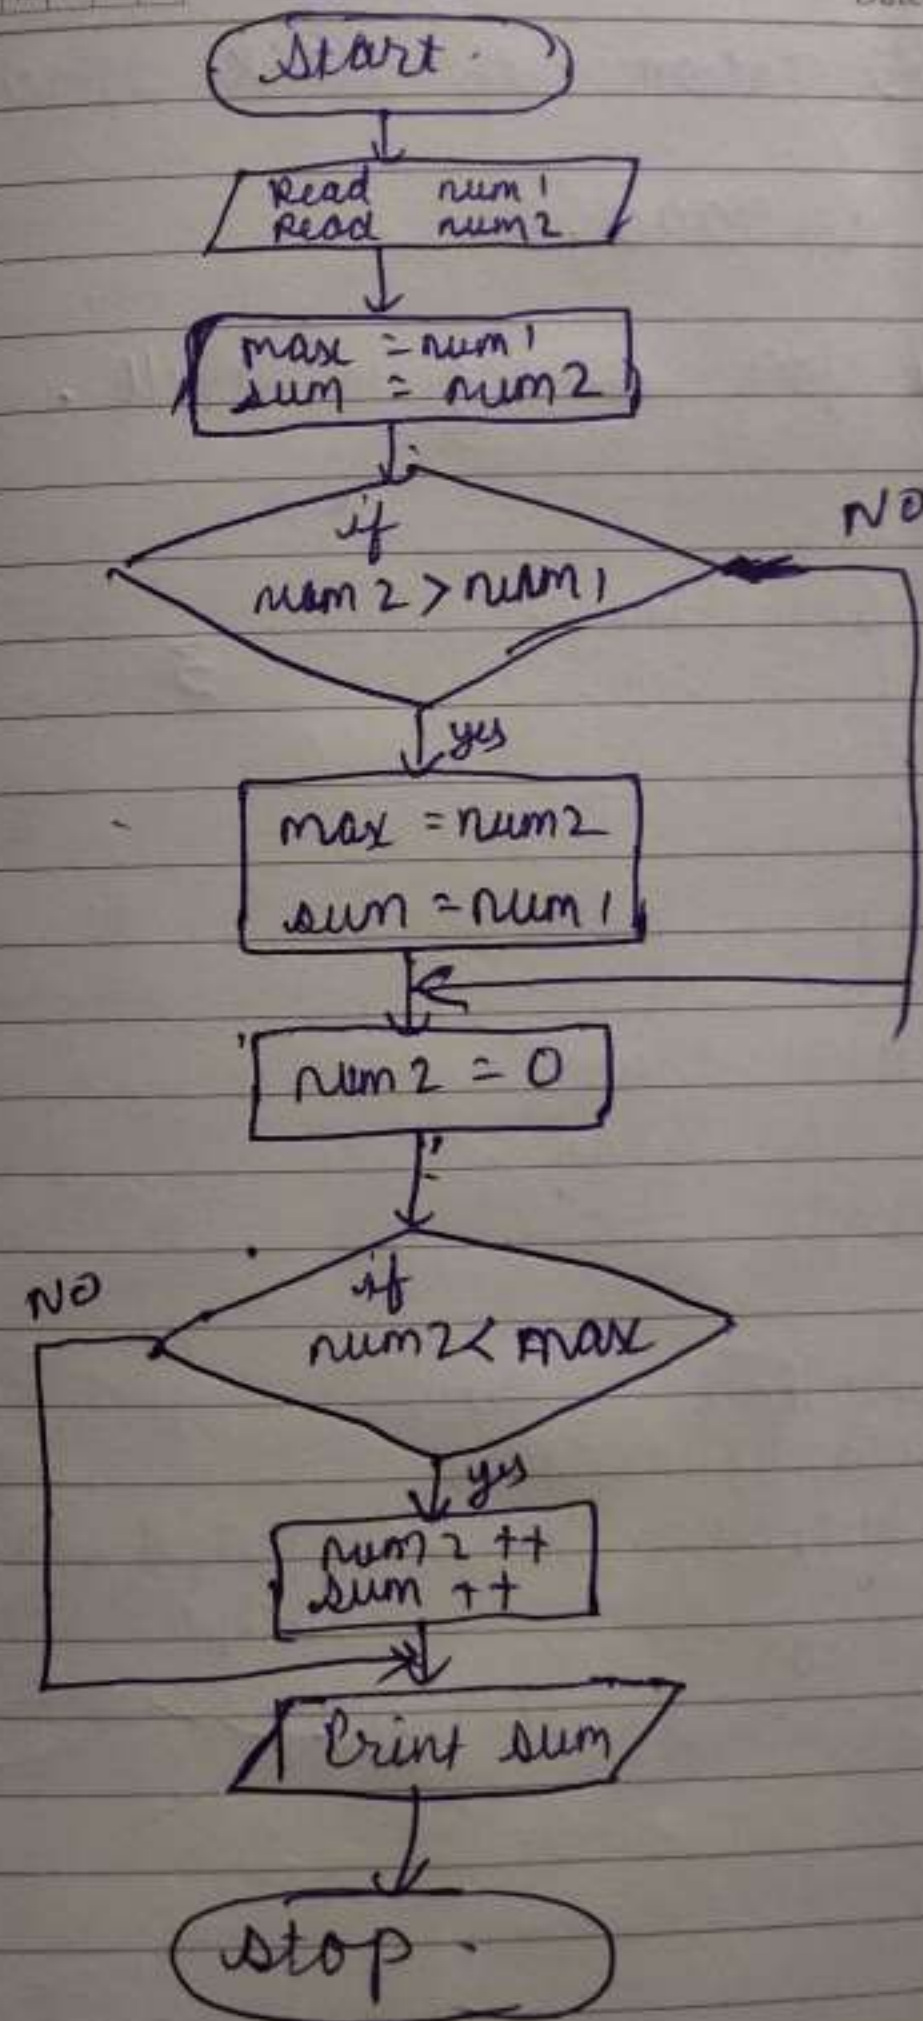 Start.
Read num1
Read num2
max = num1
sum = num2
if
num2 > num1
NO
yes
max = num2
sum = num1
num2 = 0
if
num2 < max
NO
yes
num2 ++
sum ++
Print sum
Stop.